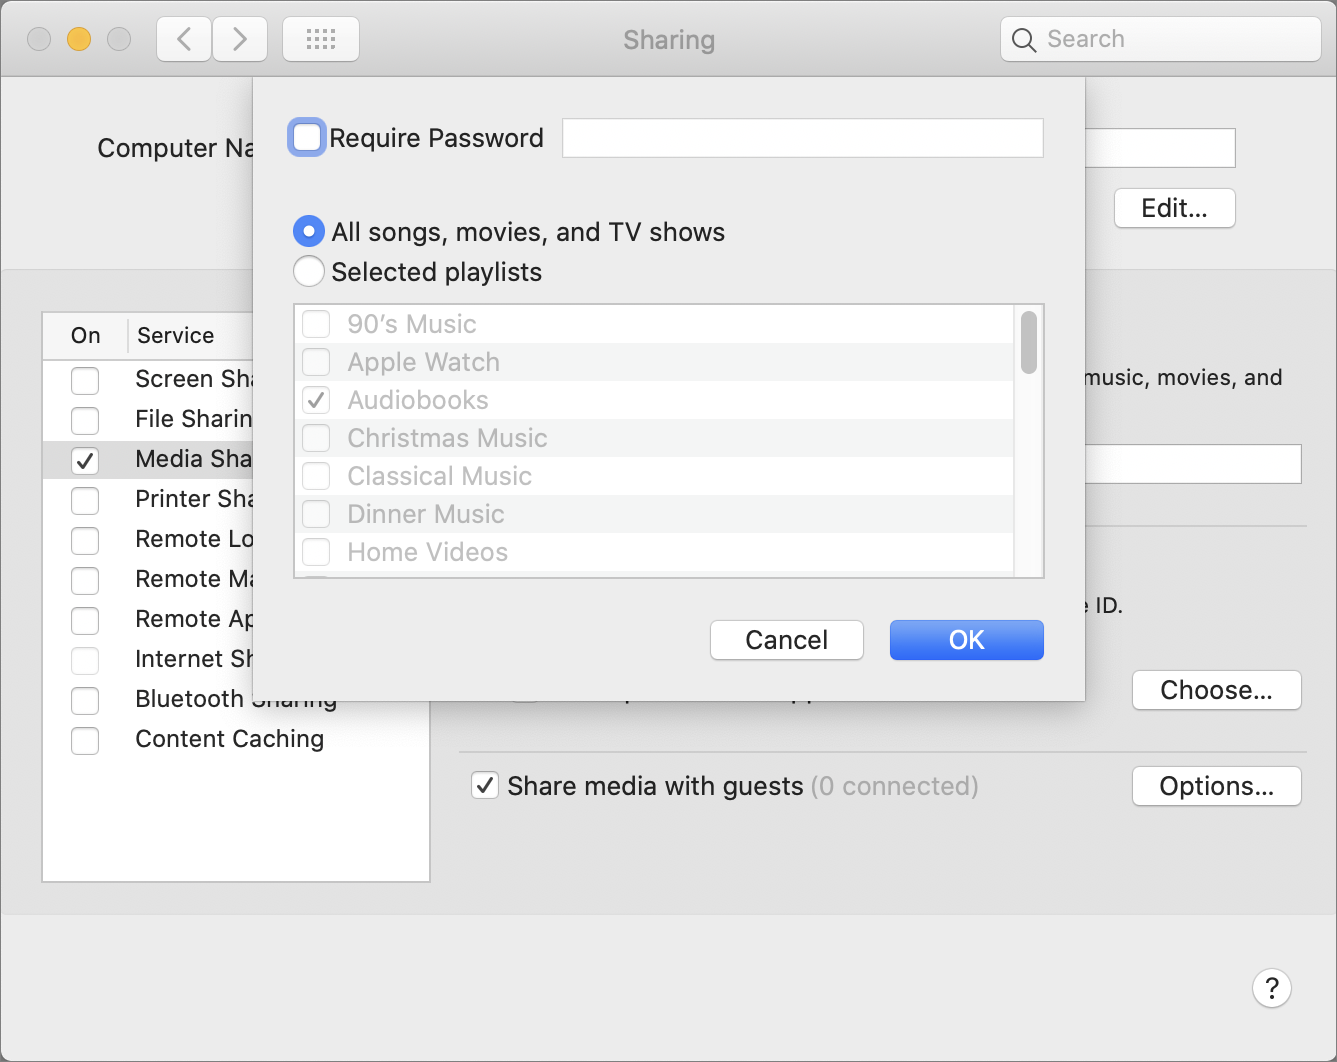 Sharing
Search
Computer Na
Require Password
Edit...
All songs, movies, and TV shows
Selected playlists
On Service
90’s Music
Apple Watch
Audiobooks
Christmas Music
Classical Music
Dinner Music
Home Videos
Screen Sha
File Sharin
Media Sha
Printer Sha
Remote Lo
Remote Ma
Remote Ap
Internet Sh
Bluetooth Sharing
Content Caching
music, movies, and
ID.
Cancel
OK
Choose...
Share media with guests (0 connected)
Options...
?